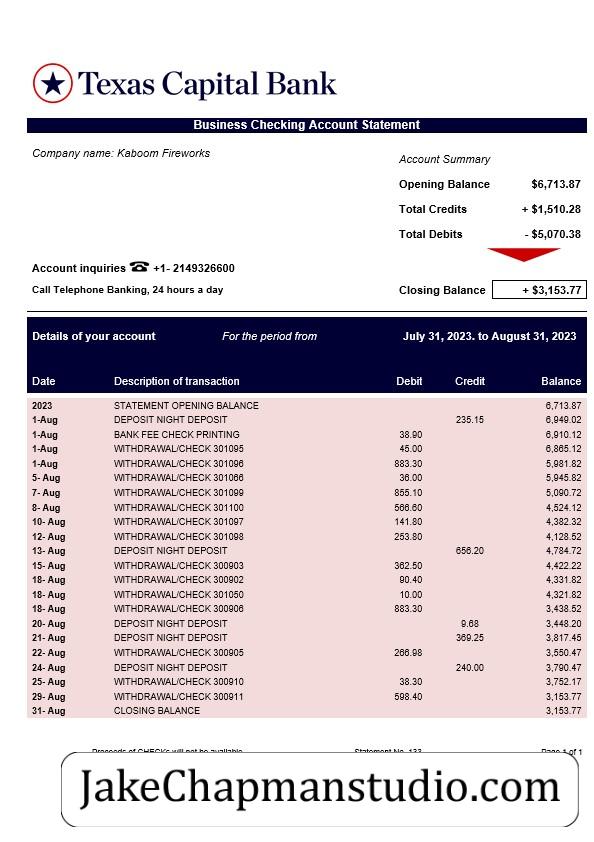 Texas Capital Bank
Business Checking Account Statement
Company name: Kaboom Fireworks
Account Summary
Opening Balance $6,713.87
Total Credits + $1,510.28
Total Debits - $5,070.38
Account inquiries ☎ +1- 2149326600
Call Telephone Banking, 24 hours a day
Closing Balance + $3,153.77
Details of your account For the period from July 31, 2023. to August 31, 2023
Date Description of transaction Debit Credit Balance
2023 STATEMENT OPENING BALANCE 6,713.87
1-Aug DEPOSIT NIGHT DEPOSIT 235.15 6,949.02
1-Aug BANK FEE CHECK PRINTING 38.90 6,910.12
1-Aug WITHDRAWAL/CHECK 301095 45.00 6,865.12
1-Aug WITHDRAWAL/CHECK 301096 883.30 5,981.82
5- Aug WITHDRAWAL/CHECK 301066 36.00 5,945.82
7- Aug WITHDRAWAL/CHECK 301099 855.10 5,090.72
8- Aug WITHDRAWAL/CHECK 301100 566.60 4,524.12
10- Aug WITHDRAWAL/CHECK 301097 141.80 4,382.32
12- Aug WITHDRAWAL/CHECK 301098 253.80 4,128.52
13- Aug DEPOSIT NIGHT DEPOSIT 656.20 4,784.72
15- Aug WITHDRAWAL/CHECK 300903 362.50 4,422.22
18- Aug WITHDRAWAL/CHECK 300902 90.40 4,331.82
18- Aug WITHDRAWAL/CHECK 301050 10.00 4,321.82
18- Aug WITHDRAWAL/CHECK 300906 883.30 3,438.52
20- Aug DEPOSIT NIGHT DEPOSIT 9.68 3,448.20
21- Aug DEPOSIT NIGHT DEPOSIT 369.25 3,817.45
22- Aug WITHDRAWAL/CHECK 300905 266.98 3,550.47
24- Aug DEPOSIT NIGHT DEPOSIT 240.00 3,790.47
25- Aug WITHDRAWAL/CHECK 300910 38.30 3,752.17
29- Aug WITHDRAWAL/CHECK 300911 598.40 3,153.77
31- Aug CLOSING BALANCE 3,153.77
Proceeds of CHECKs will not be available Statement No. 133 Page 1 of 1
JakeChapmanstudio.com